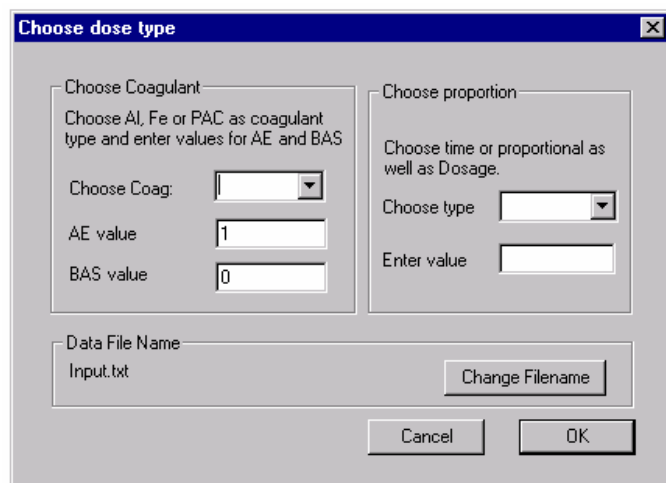 Choose dose type
Choose Coagulant
Choose Al, Fe or PAC as coagulant
type and enter values for AE and BAS
Choose Coag:
AE value
1
BAS value
0
Choose proportion
Choose time or proportional as
well as Dosage.
Choose type
Enter value
Data File Name
Input.txt
Change Filename
Cancel
OK